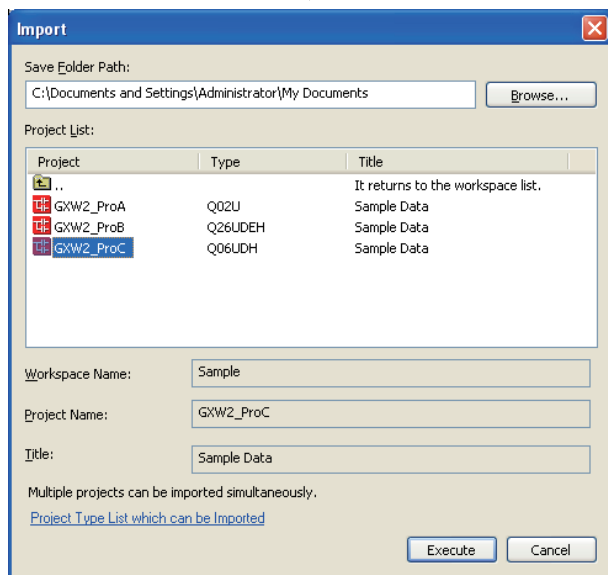 Import
Save Folder Path:
C:\Documents and Settings\Administrator\My Documents
Browse...
Project List:
Project Type Title
.. It returns to the workspace list.
GXW2_ProA Q02U Sample Data
GXW2_ProB Q26UDEH Sample Data
GXW2_ProC Q06UDH Sample Data
Workspace Name: Sample
Project Name: GXW2_ProC
Title: Sample Data
Multiple projects can be imported simultaneously.
Project Type List which can be Imported
Execute Cancel